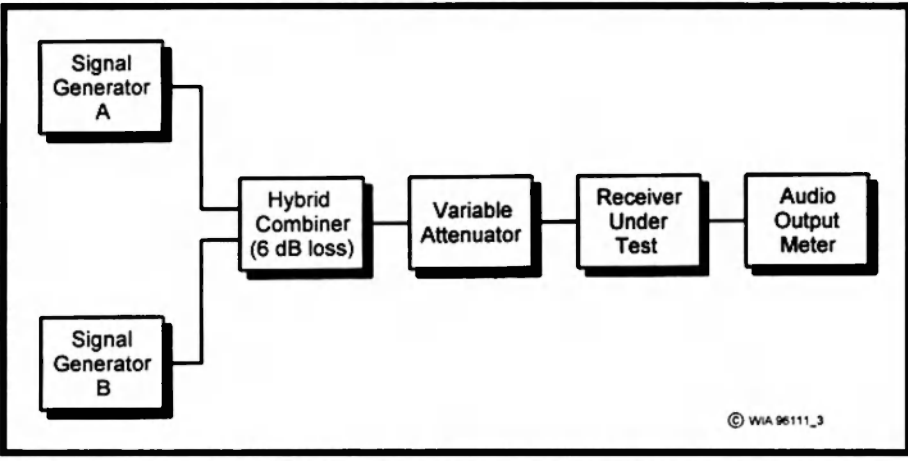 Signal
Generator
A
Hybrid
Combiner
(6 dB loss)
Variable
Attenuator
Receiver
Under
Test
Audio
Output
Meter
Signal
Generator
B
© WIA 96111_3